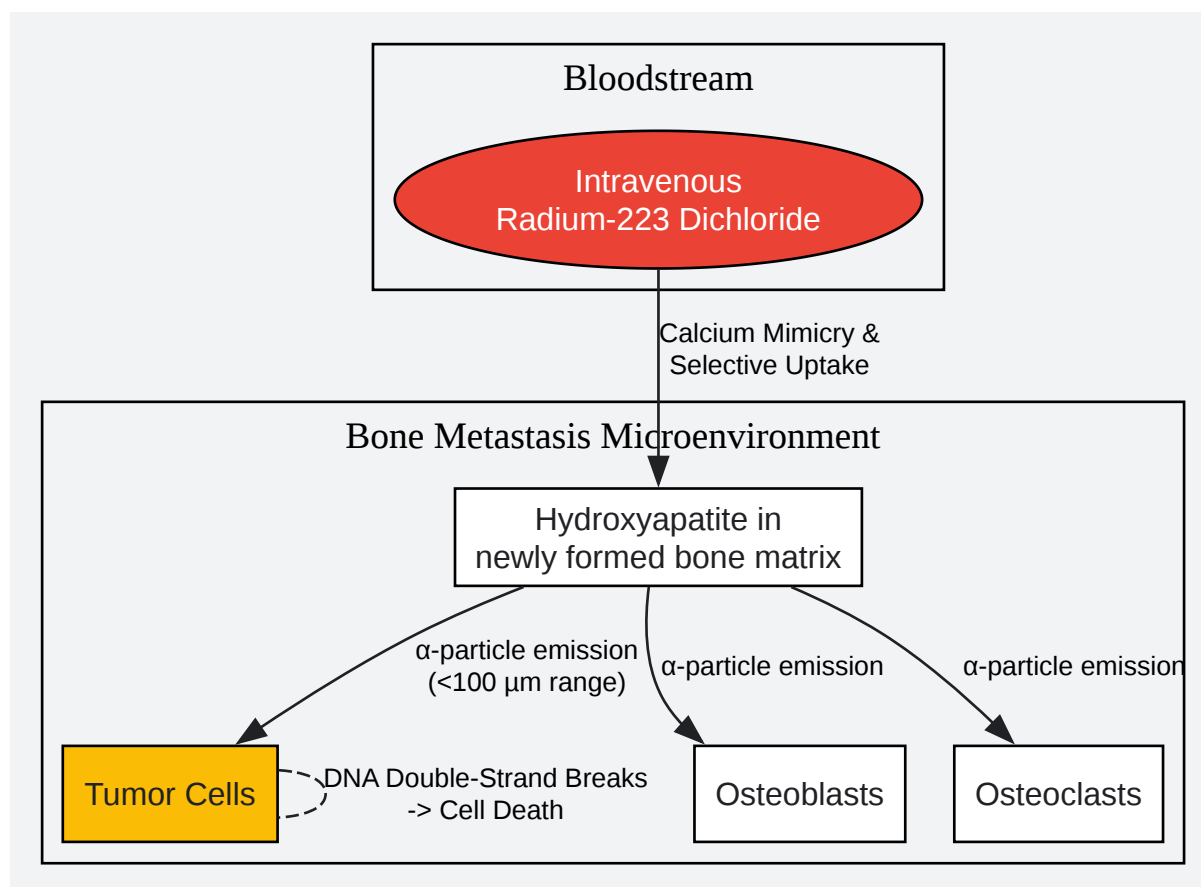 Bloodstream
Intravenous
Radium-223 Dichloride
Calcium Mimicry &
Selective Uptake
Bone Metastasis Microenvironment
Hydroxyapatite in
newly formed bone matrix
α-particle emission
(<100 µm range)
α-particle emission
α-particle emission
Tumor Cells
DNA Double-Strand Breaks
-> Cell Death
Osteoblasts
Osteoclasts